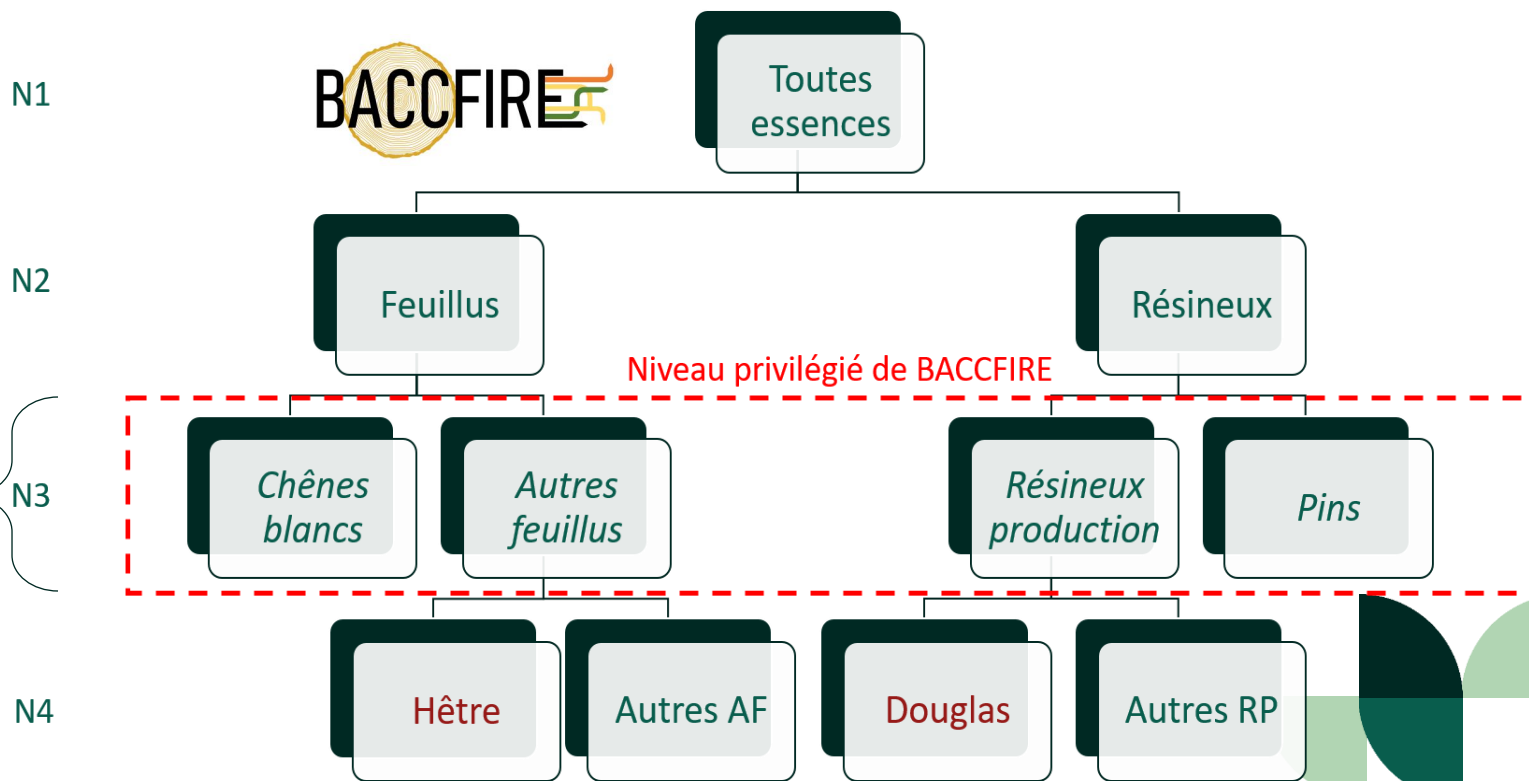 N1
BACCFIRE
Toutes
essences
N2
Feuillus
Résineux
Niveau privilégié de BACCFIRE
N3
Chênes
blancs
Autres
feuillus
Résineux
production
Pins
N4
Hêtre
Autres AF
Douglas
Autres RP